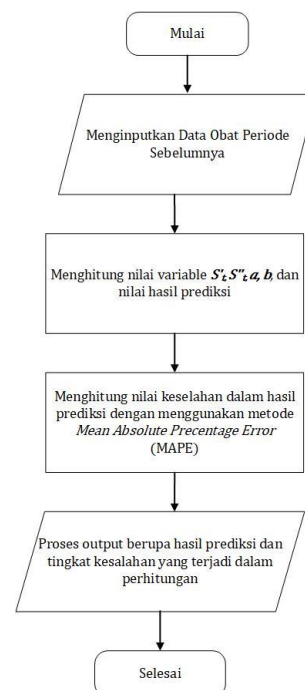 Mulai
Menginputkan Data Obat Periode
Sebelumnya
Menghitung nilai variable S't, S''t, a, b, dan
nilai hasil prediksi
Menghitung nilai keselahan dalam hasil
prediksi dengan menggunakan metode
Mean Absolute Precentage Error
(MAPE)
Proses output berupa hasil prediksi dan
tingkat kesalahan yang terjadi dalam
perhitungan
Selesai